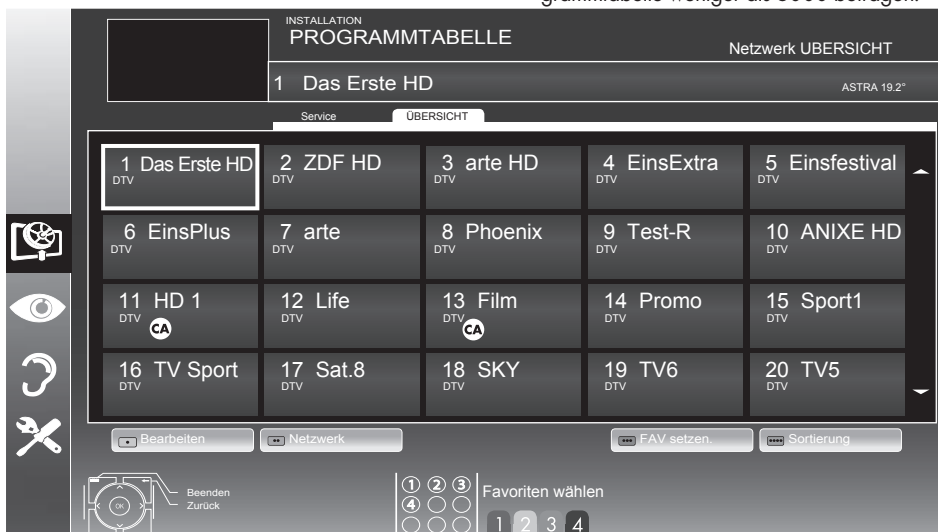 INSTALLATION
PROGRAMMTABELLE
Netzwerk UBERSICHT
1 Das Erste HD
ASTRA 19.2°
Service ÜBERSICHT
1 Das Erste HD
DTV
2 ZDF HD
DTV
3 arte HD
DTV
4 EinsExtra
DTV
5 Einsfestival
DTV
6 EinsPlus
DTV
7 arte
DTV
8 Phoenix
DTV
9 Test-R
DTV
10 ANIXE HD
DTV
11 HD 1
DTV
CA
12 Life
DTV
13 Film
DTV
CA
14 Promo
DTV
15 Sport1
DTV
16 TV Sport
DTV
17 Sat.8
DTV
18 SKY
DTV
19 TV6
DTV
20 TV5
DTV
Bearbeiten
Netzwerk
FAV setzen.
Sortierung
OK
Beenden
Zurück
1 2 3
4
Favoriten wählen
1 2 3 4